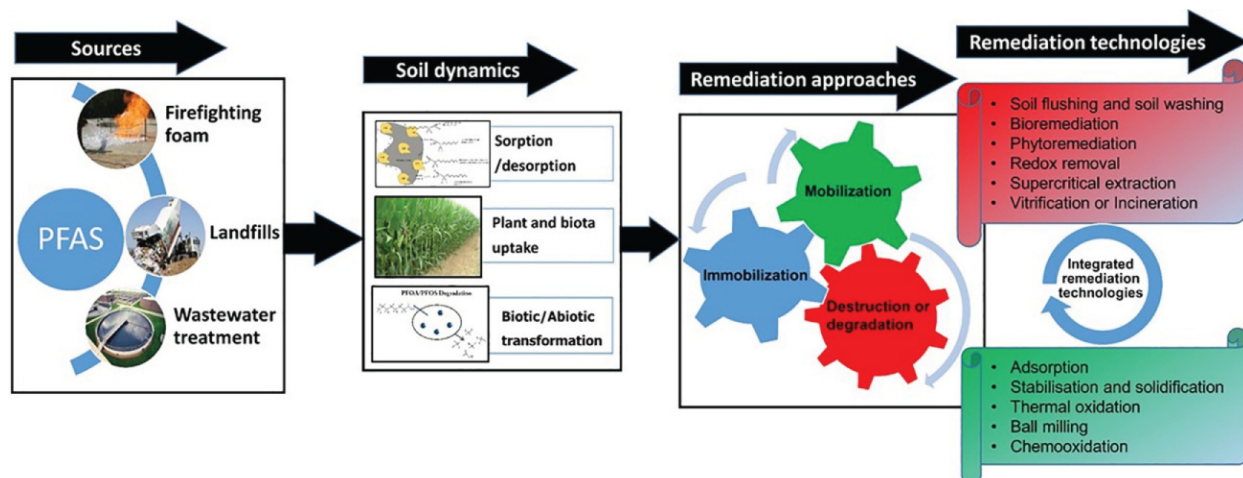 Sources
PFAS
Firefighting
foam
Landfills
Wastewater
treatment
Soil dynamics
Sorption
/desorption
Plant and biota
uptake
PFOA/PFOS Degradation
Biotic/Abiotic
transformation
Remediation approaches
Mobilization
Immobilization
Destruction or
degradation
Remediation technologies
• Soil flushing and soil washing
• Bioremediation
• Phytoremediation
• Redox removal
• Supercritical extraction
• Vitrification or Incineration
Integrated
remediation
technologies
• Adsorption
• Stabilisation and solidification
• Thermal oxidation
• Ball milling
• Chemooxidation